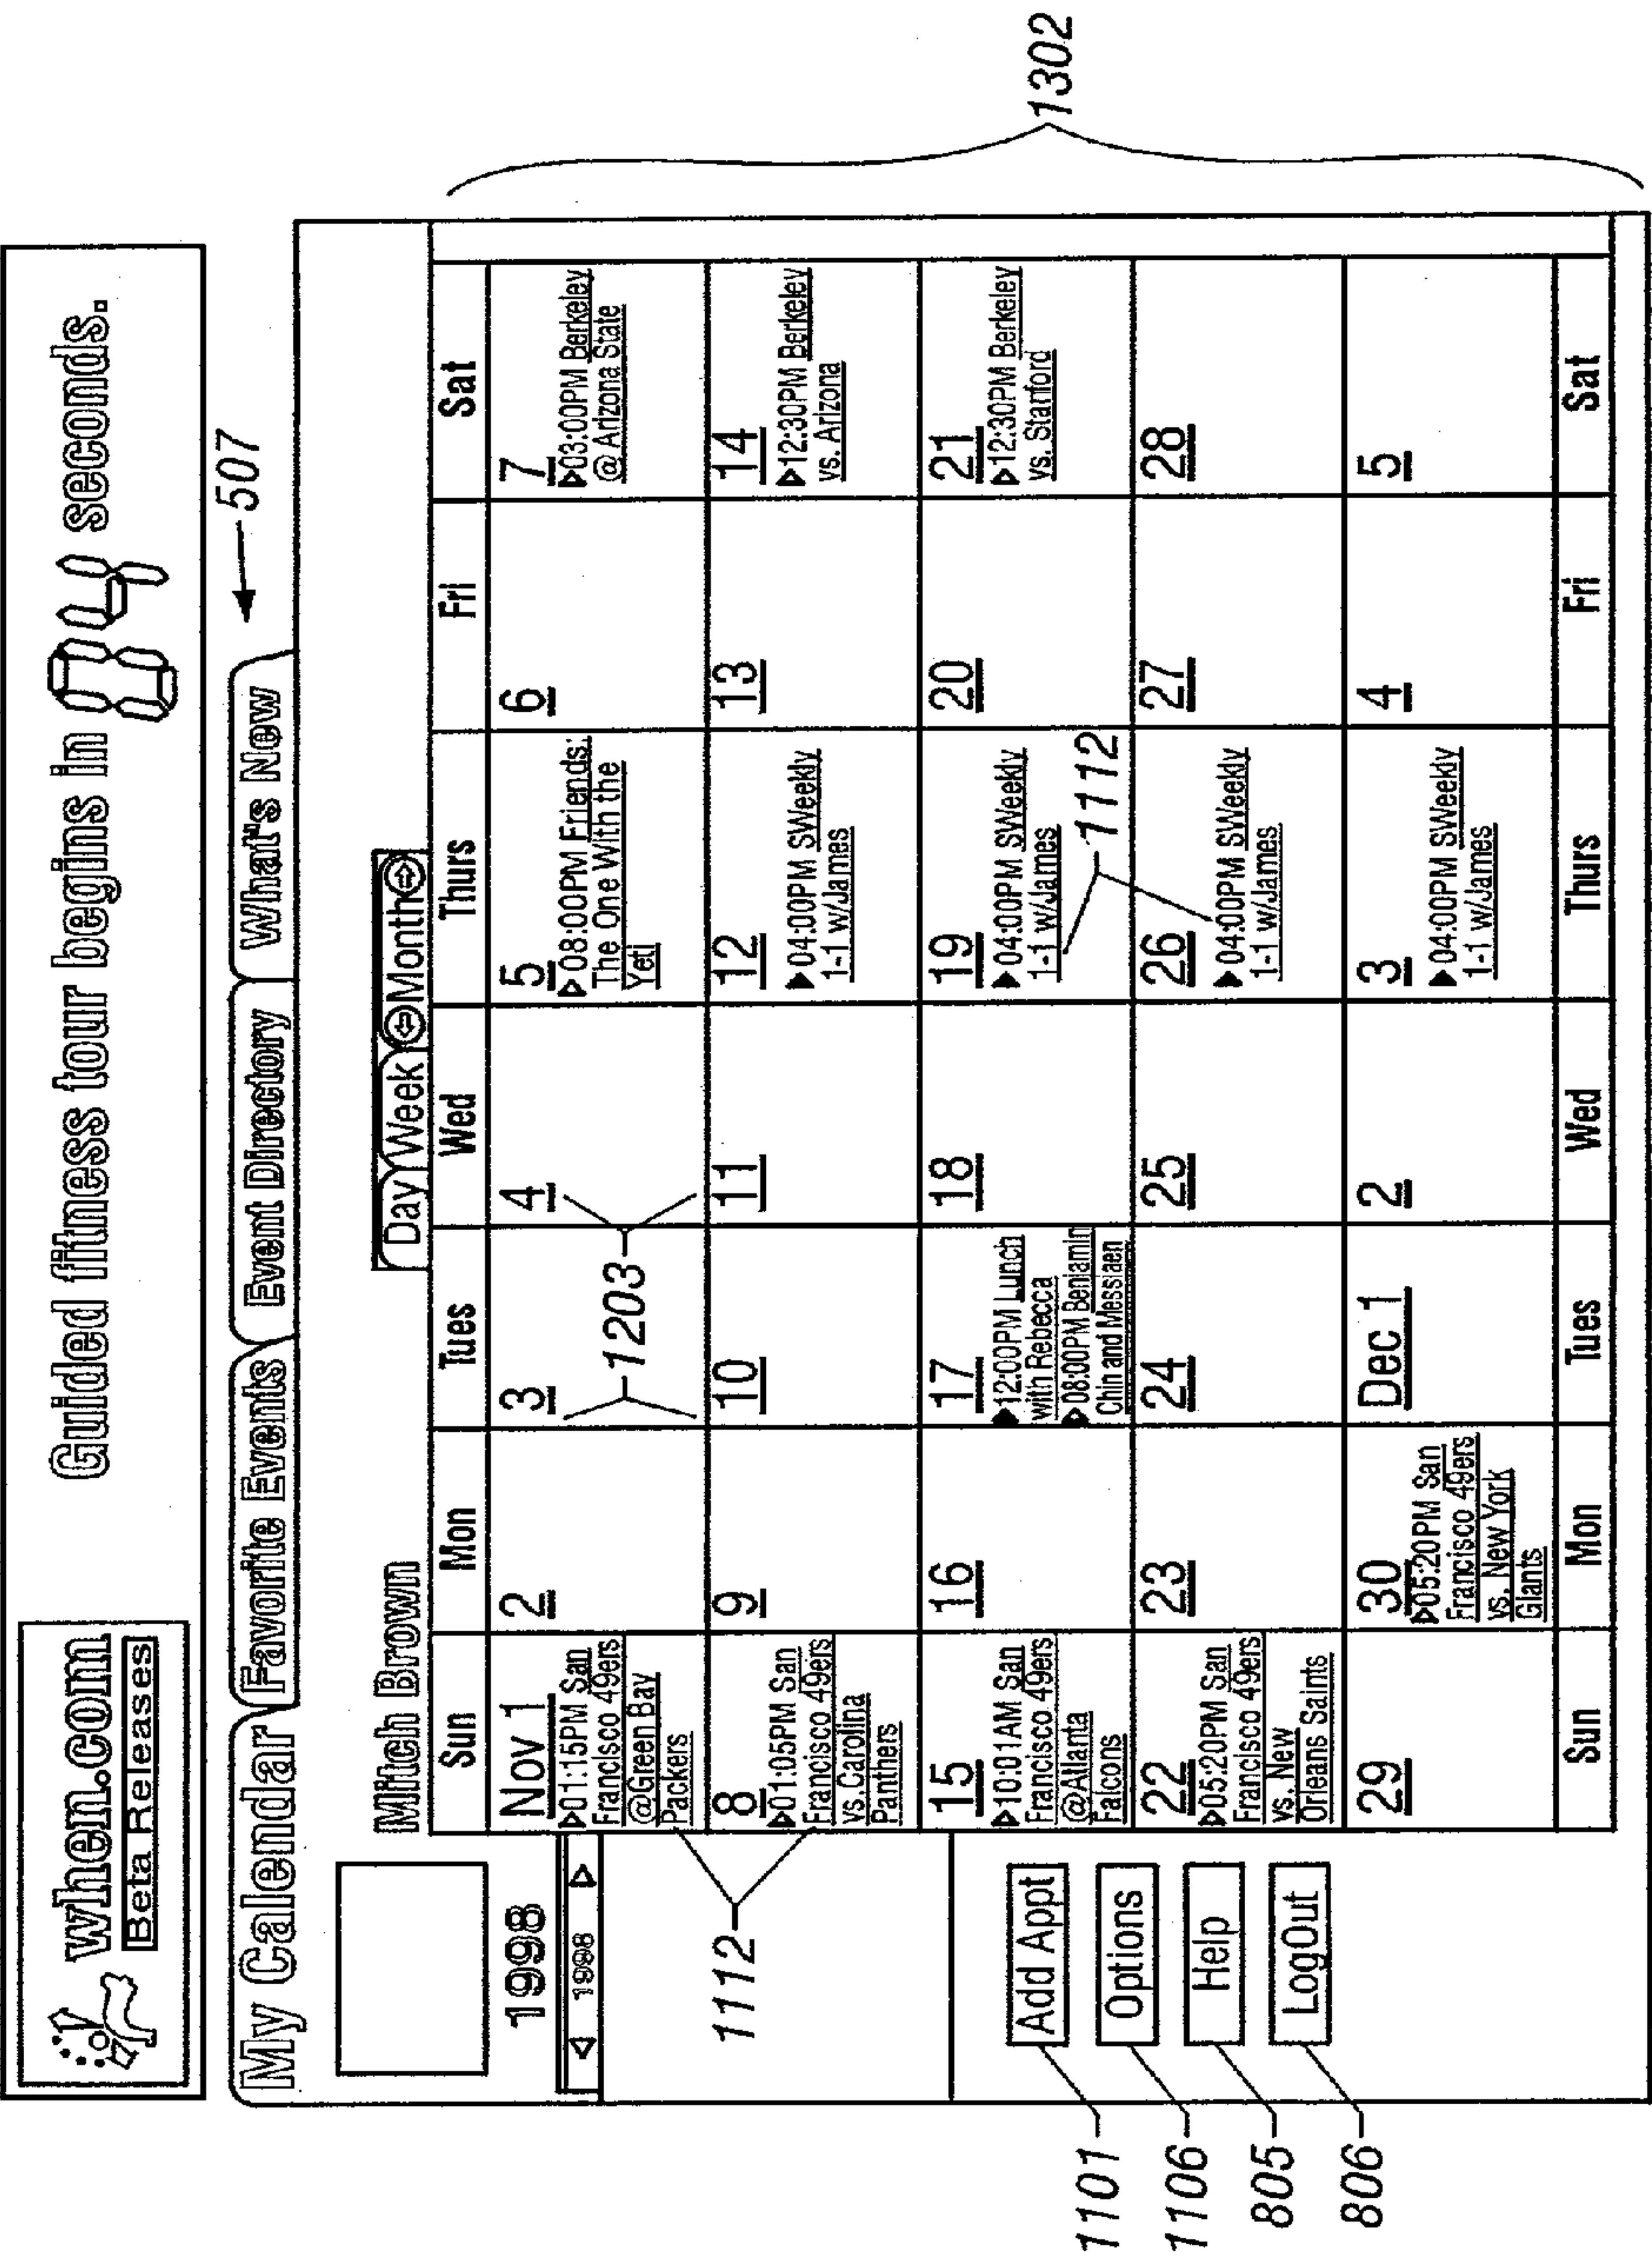 when.com
Beta Releases
Guided fitness tour begins in 04 seconds.
My Calendar
Favorite Events
Event Directory
What's New
507
Mitch Brown
Day Week Month
1998
1998
Sun Mon Tues Wed Thurs Fri Sat
Nov 1
01:15PM San
Francisco 49ers
@Green Bay
Packers
2
3
4
1203
5
08:00PM Friends:
The One With the
Yeti
6
7
03:00PM Berkeley
@Arizona State
8
01:05PM San
Francisco 49ers
vs. Carolina
Panthers
1112
9
10
11
12
04:00PM SWeekly
1-1 w/James
13
14
12:30PM Berkeley
vs. Arizona
15
10:01AM San
Francisco 49ers
@Atlanta
Falcons
16
17
12:00PM Lunch
with Rebecca
08:00PM Benjamin
Chin and Messiaen
18
19
04:00PM SWeekly
1-1 w/James
1112
20
21
12:30PM Berkeley
vs. Stanford
22
05:20PM San
Francisco 49ers
vs. New
Orleans Saints
23
24
25
26
04:00PM SWeekly
1-1 w/James
27
28
29
30
05:20PM San
Francisco 49ers
vs. New York
Giants
Dec 1
2
3
04:00PM SWeekly
1-1 w/James
4
5
Sun Mon Tues Wed Thurs Fri Sat
1302
Add Appt
1101
Options
1106
Help
805
LogOut
806